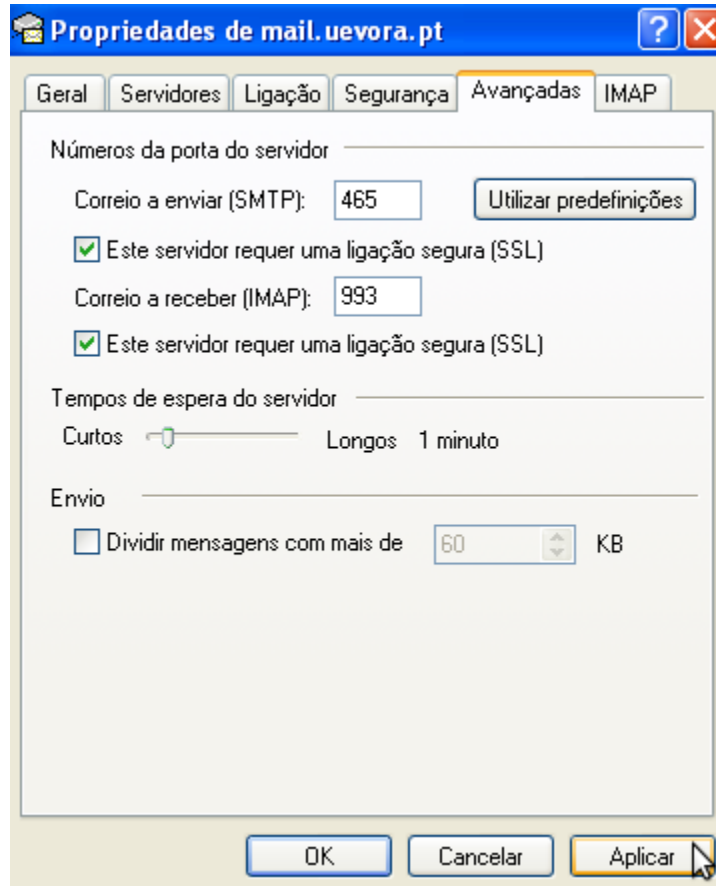 Propriedades de mail.uevora.pt
Geral Servidores Ligação Segurança Avançadas IMAP
Números da porta do servidor
Correio a enviar (SMTP): 465 Utilizar predefinições
Este servidor requer uma ligação segura (SSL)
Correio a receber (IMAP): 993
Este servidor requer uma ligação segura (SSL)
Tempos de espera do servidor
Curtos Longos 1 minuto
Envio
Dividir mensagens com mais de 60 KB
OK Cancelar Aplicar